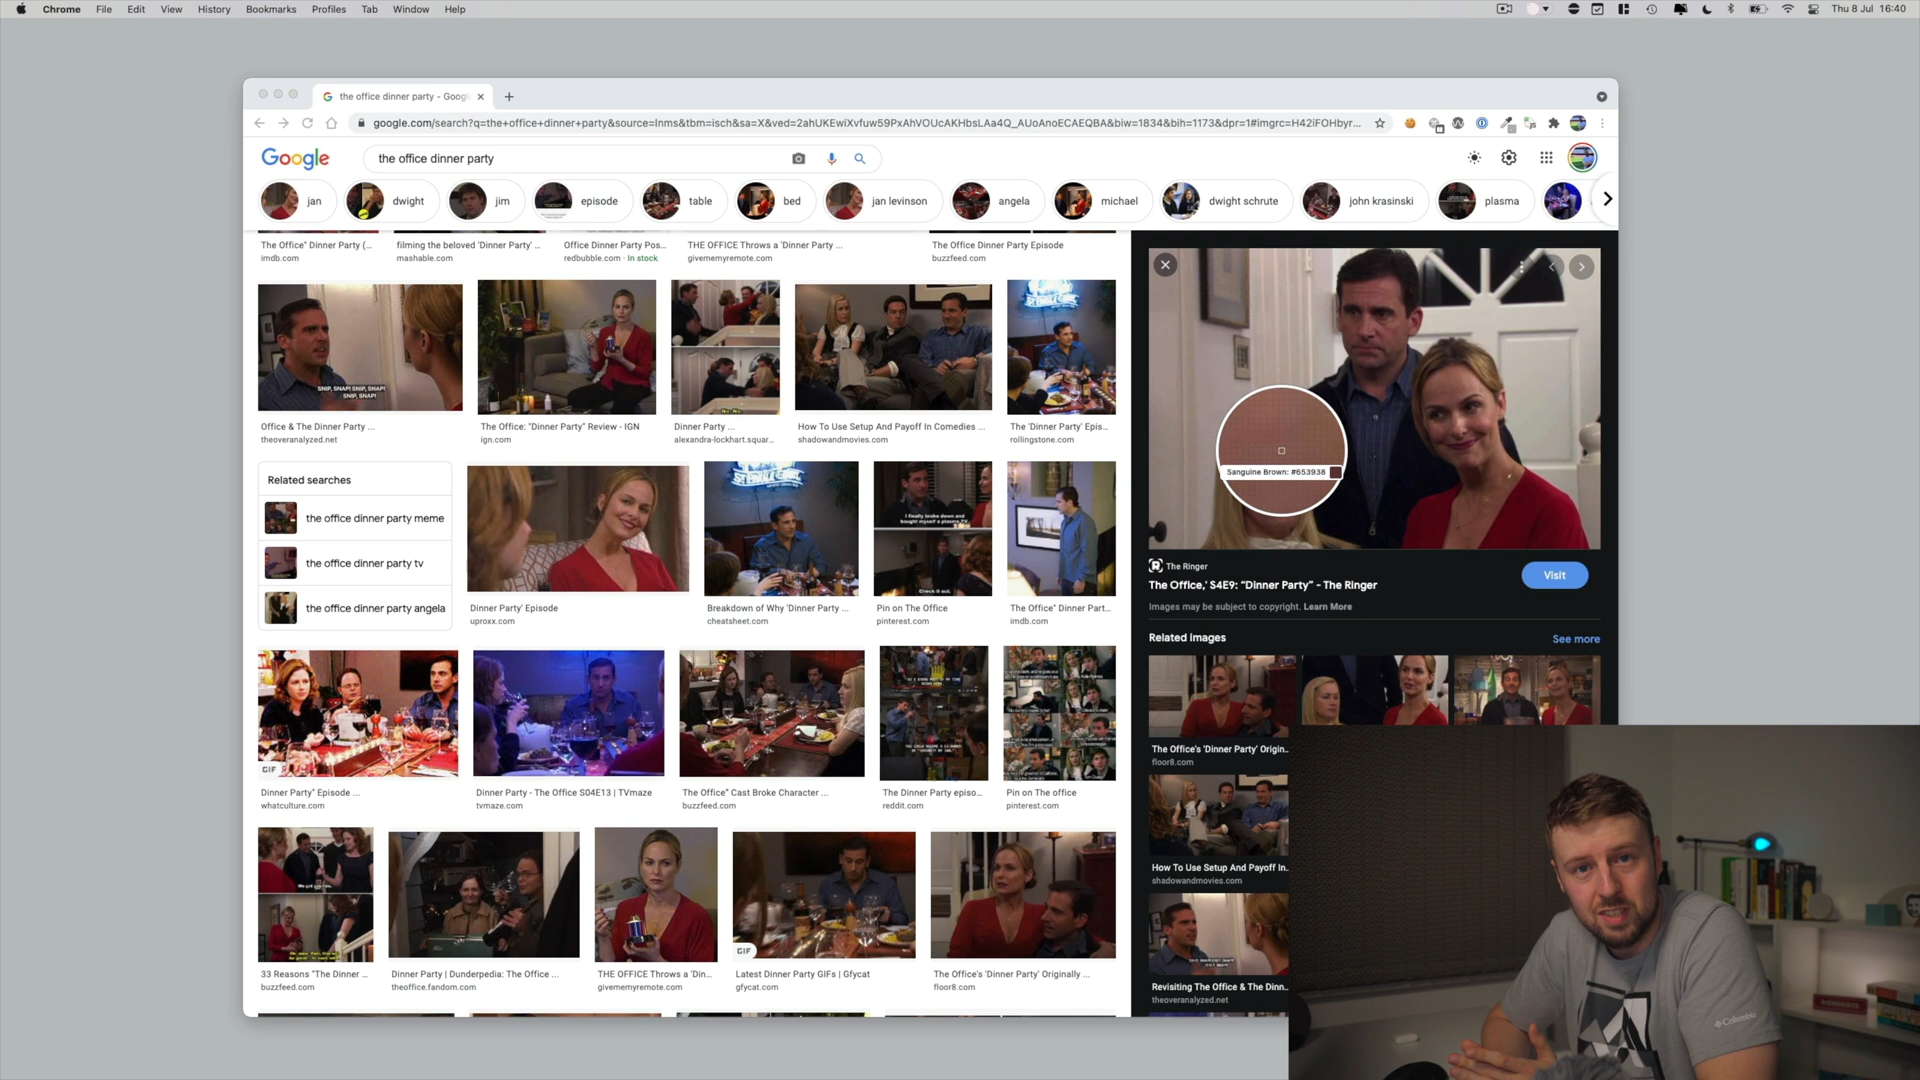 Chrome File Edit View History Bookmarks Profiles Tab Window Help
Thu 8 Jul 16:40
the office dinner party - Googl
google.com/search?q=the+office+dinner+party&source=lnms&tbm=isch&sa=X&ved=2ahUKEwiXvfuw59PxAhVOUcAKHbsLAa4Q_AUoAnoECAEQBA&biw=1834&bih=1173&dpr=1#imgrc=H42iFOHbyr...
Google
the office dinner party
jan
dwight
jim
episode
table
bed
jan levinson
angela
michael
dwight schrute
john krasinski
plasma
The Office" Dinner Party (...
imdb.com
filming the beloved 'Dinner Party' ...
mashable.com
Office Dinner Party Pos...
redbubble.com · In stock
THE OFFICE Throws a 'Dinner Party ...
givememyremote.com
The Office Dinner Party Episode
buzzfeed.com
SNIP, SNAP! SNIP, SNAP!
SNIP, SNAP!
Office & The Dinner Party ...
theoveranalyzed.net
The Office: "Dinner Party" Review - IGN
ign.com
No. No.
Dinner Party ...
alexandra-lockhart.squar...
How To Use Setup And Payoff In Comedies ...
shadowandmovies.com
The 'Dinner Party' Epis...
rollingstone.com
Related searches
the office dinner party meme
the office dinner party tv
the office dinner party angela
Dinner Party' Episode
uproxx.com
Breakdown of Why 'Dinner Party ...
cheatsheet.com
I finally broke down and
bought myself a plasma TV.
Check it out.
Pin on The Office
pinterest.com
The Office" Dinner Part...
imdb.com
GIF
Dinner Party" Episode ...
whatculture.com
Dinner Party - The Office S04E13 | TVmaze
tvmaze.com
The Office" Cast Broke Character ...
buzzfeed.com
The Dinner Party episo...
reddit.com
Pin on The office
pinterest.com
33 Reasons "The Dinner ...
buzzfeed.com
Dinner Party | Dunderpedia: The Office ...
theoffice.fandom.com
THE OFFICE Throws a 'Din...
givememyremote.com
GIF
Latest Dinner Party GIFs | Gfycat
gfycat.com
The Office's 'Dinner Party' Originally ...
floor8.com
Sanguine Brown: #653938
The Ringer
The Office,' S4E9: "Dinner Party" - The Ringer
Visit
Images may be subject to copyright. Learn More
Related images
See more
The Office's 'Dinner Party' Origin...
floor8.com
How To Use Setup And Payoff In...
shadowandmovies.com
Revisiting The Office & The Dinn...
theoveranalyzed.net
Columbia